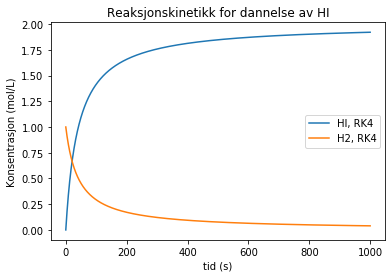 Reaksjonskinetikk for dannelse av HI
Konsentrasjon (mol/L)
2.00
1.75
1.50
1.25
1.00
0.75
0.50
0.25
0.00
HI, RK4
H2, RK4
0 200 400 600 800 1000
tid (s)